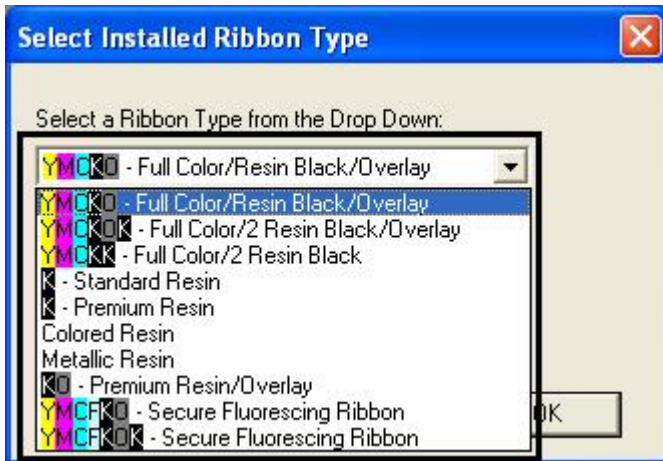 Select Installed Ribbon Type
Select a Ribbon Type from the Drop Down:
YMCKO - Full Color/Resin Black/Overlay
YMCKO - Full Color/Resin Black/Overlay
YMCKOK - Full Color/2 Resin Black/Overlay
YMCKK - Full Color/2 Resin Black
K - Standard Resin
K - Premium Resin
Colored Resin
Metallic Resin
KO - Premium Resin/Overlay
YMCFKO - Secure Fluorescing Ribbon
YMCFKOK - Secure Fluorescing Ribbon
OK